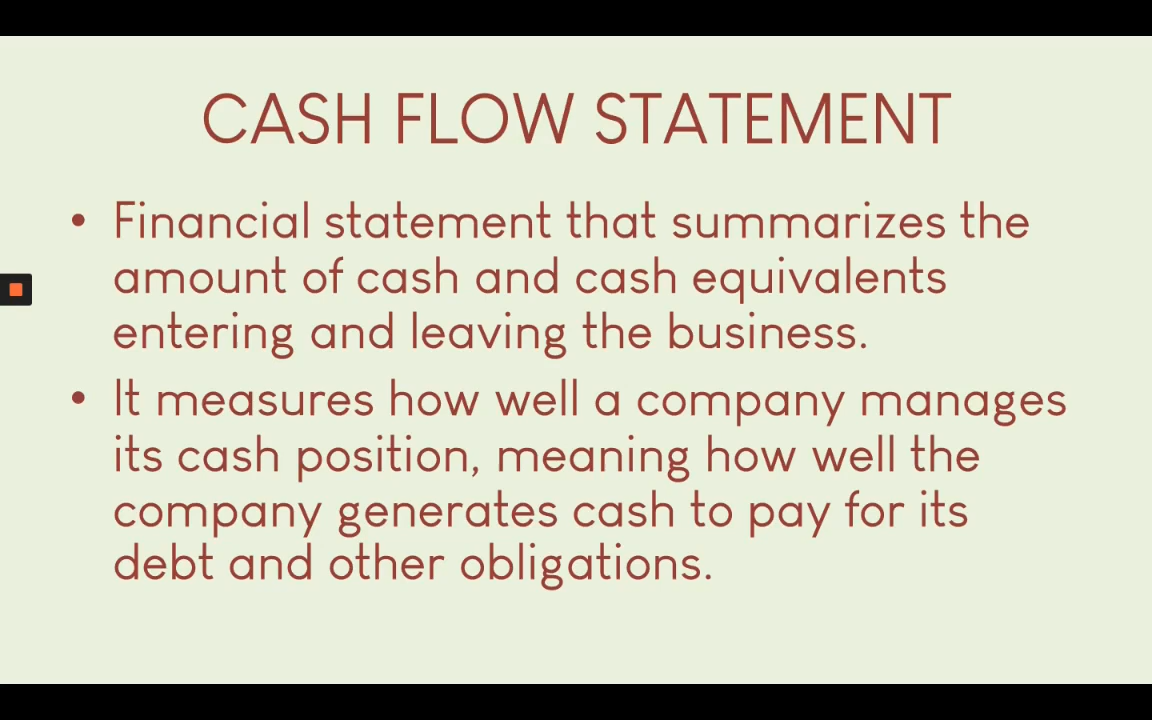 CASH FLOW STATEMENT
• Financial statement that summarizes the
amount of cash and cash equivalents
entering and leaving the business.
• It measures how well a company manages
its cash position, meaning how well the
company generates cash to pay for its
debt and other obligations.